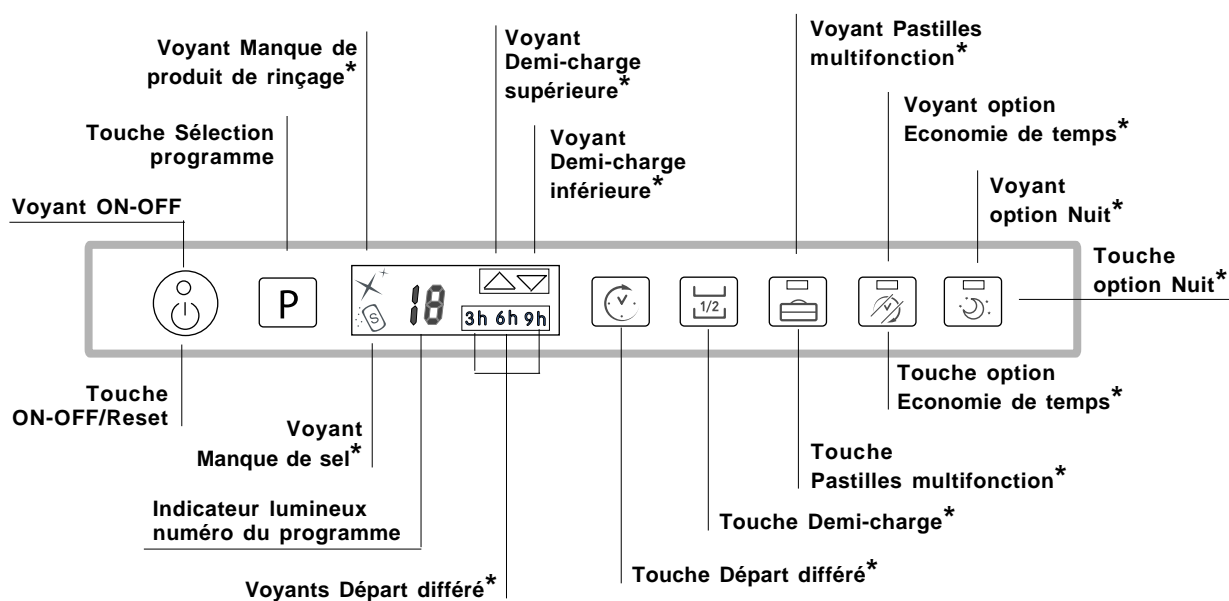 Voyant Manque de
produit de rinçage*
Voyant
Demi-charge
supérieure*
Voyant Pastilles
multifonction*
Voyant option
Economie de temps*
Touche Sélection
programme
Voyant
Demi-charge
inférieure*
Voyant
option Nuit*
Voyant ON-OFF
Touche
option Nuit*
P
S
18
3h 6h 9h
1/2
Touche
ON-OFF/Reset
Voyant
Manque de sel*
Touche option
Economie de temps*
Touche
Pastilles multifonction*
Indicateur lumineux
numéro du programme
Touche Demi-charge*
Voyants Départ différé*
Touche Départ différé*